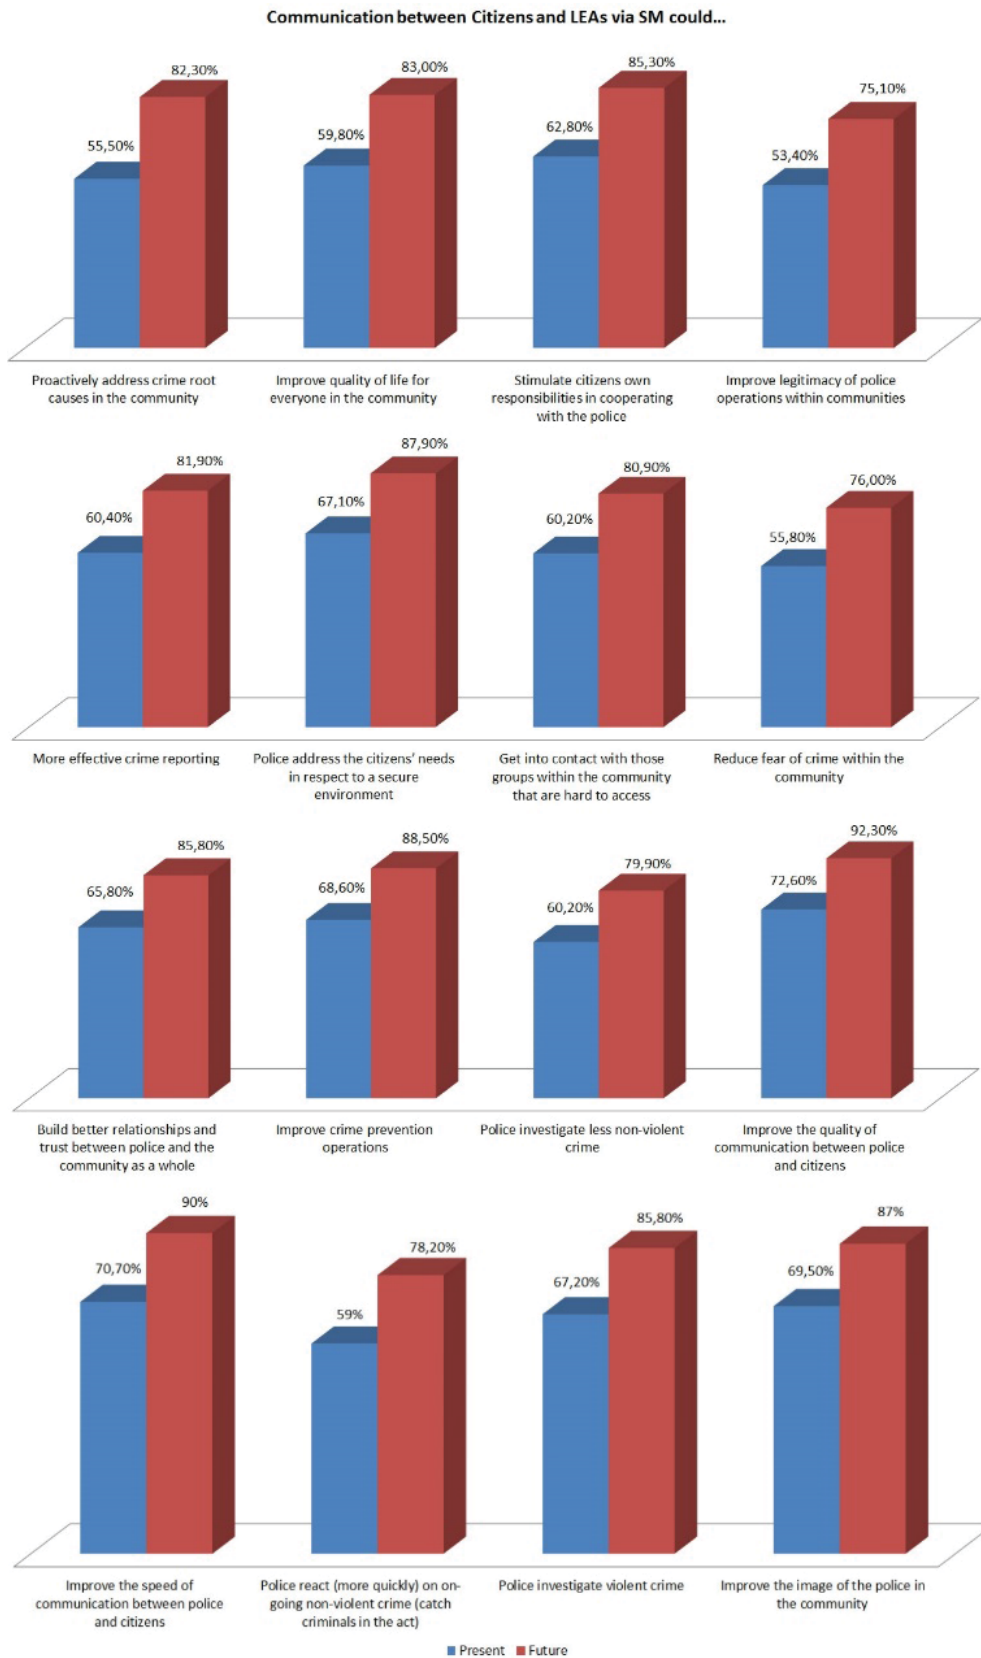 Communication between Citizens and LEAs via SM could...
82,30%
83,00%
85,30%
75,10%
55,50%
59,80%
62,80%
53,40%
Proactively address crime root
causes in the community
Improve quality of life for
everyone in the community
Stimulate citizens own
responsibilities in cooperating
with the police
Improve legitimacy of police
operations within communities
81,90%
87,90%
80,90%
76,00%
60,40%
67,10%
60,20%
55,80%
More effective crime reporting
Police address the citizens' needs
in respect to a secure
environment
Get into contact with those
groups within the community
that are hard to access
Reduce fear of crime within the
community
85,80%
88,50%
79,90%
92,30%
65,80%
68,60%
60,20%
72,60%
Build better relationships and
trust between police and the
community as a whole
Improve crime prevention
operations
Police investigate less non-violent
crime
Improve the quality of
communication between police
and citizens
90%
78,20%
85,80%
87%
70,70%
59%
67,20%
69,50%
Improve the speed of
communication between police
and citizens
Police react (more quickly) on on-
going non-violent crime (catch
criminals in the act)
Police investigate violent crime
Improve the image of the police in
the community
Present Future